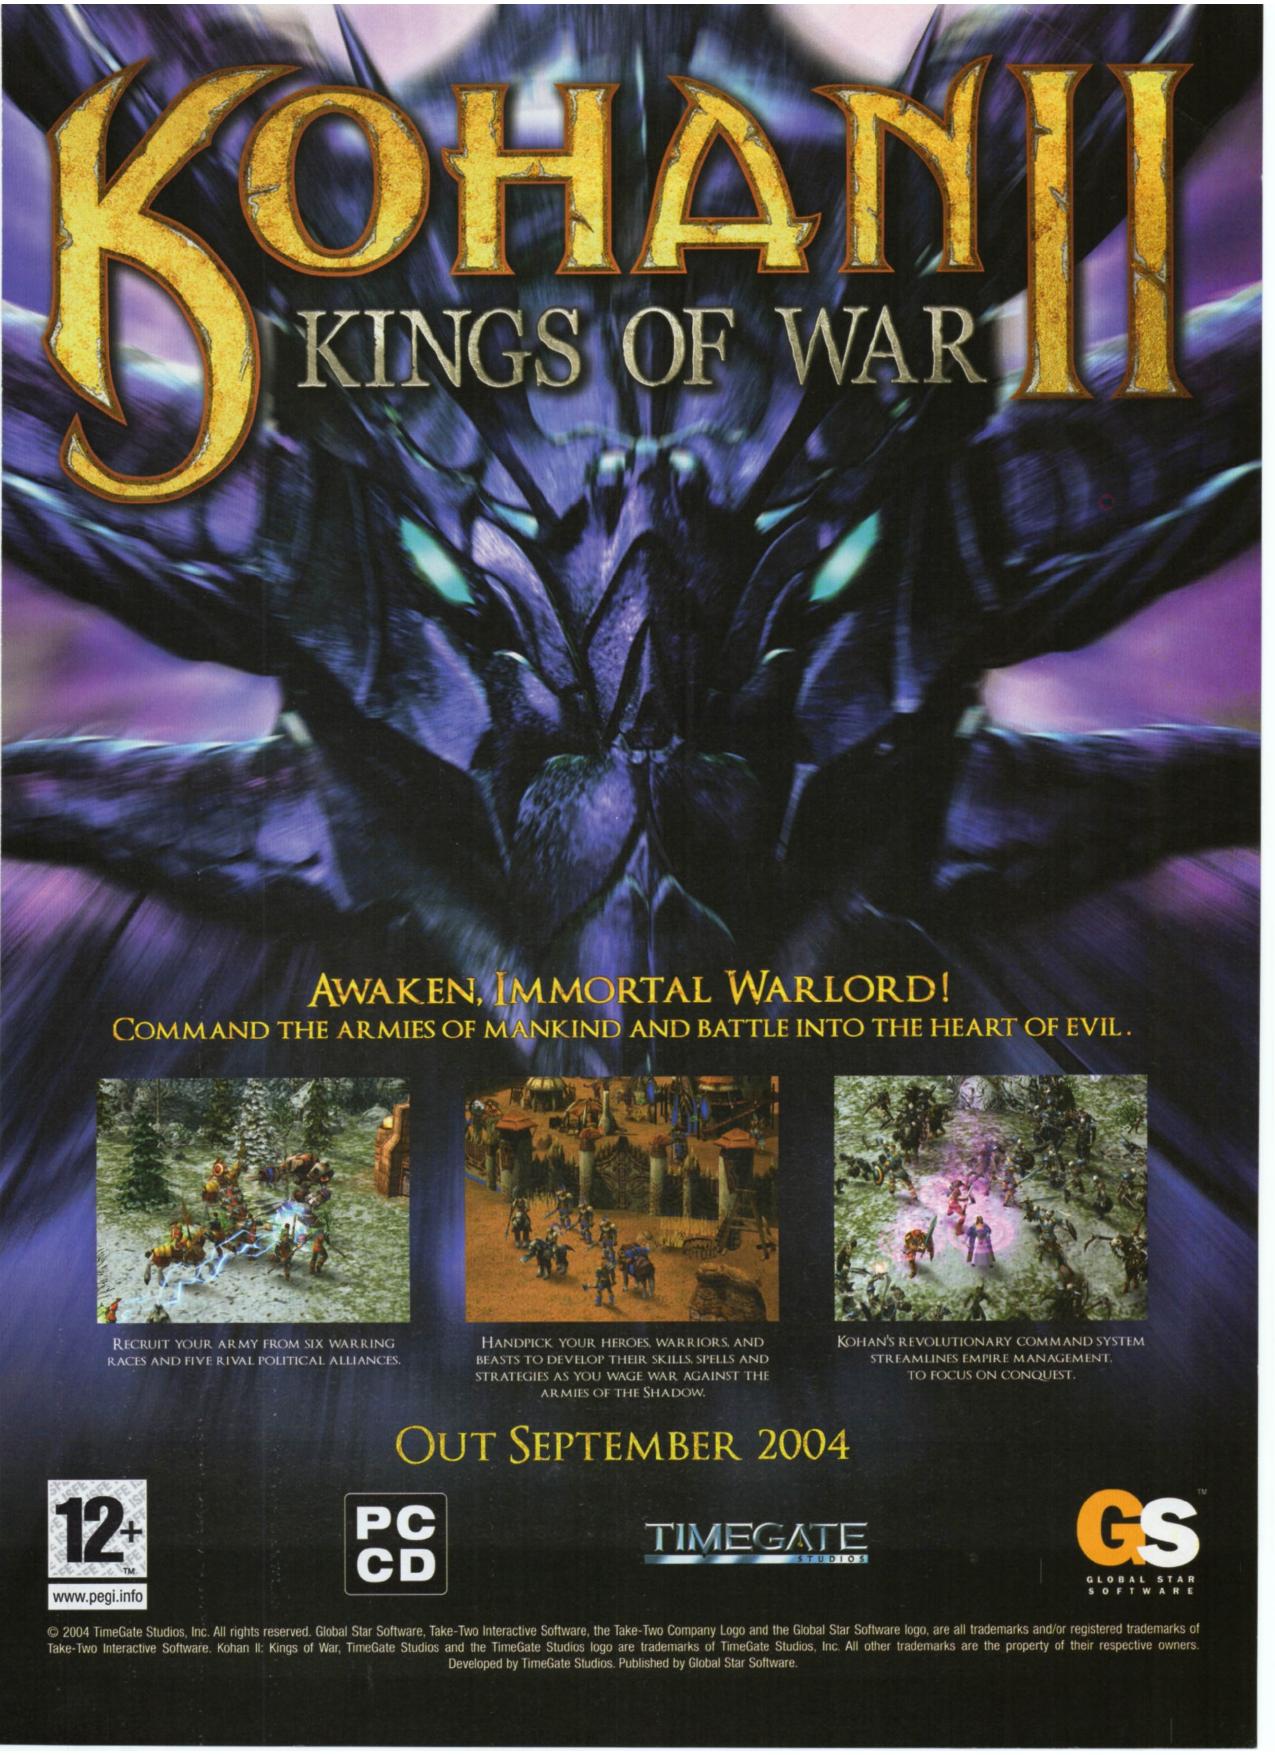 KOHAN II
KINGS OF WAR
AWAKEN, IMMORTAL WARLORD!
COMMAND THE ARMIES OF MANKIND AND BATTLE INTO THE HEART OF EVIL.
RECRUIT YOUR ARMY FROM SIX WARRING
RACES AND FIVE RIVAL POLITICAL ALLIANCES.
HANDPICK YOUR HEROES, WARRIORS, AND
BEASTS TO DEVELOP THEIR SKILLS, SPELLS AND
STRATEGIES AS YOU WAGE WAR AGAINST THE
ARMIES OF THE SHADOW.
KOHAN'S REVOLUTIONARY COMMAND SYSTEM
STREAMLINES EMPIRE MANAGEMENT,
TO FOCUS ON CONQUEST.
OUT SEPTEMBER 2004
12+
TM
www.pegi.info
PC
CD
TIMEGATE
STUDIOS
GS
TM
GLOBAL STAR
SOFTWARE
© 2004 TimeGate Studios, Inc. All rights reserved. Global Star Software, Take-Two Interactive Software, the Take-Two Company Logo and the Global Star Software logo, are all trademarks and/or registered trademarks of
Take-Two Interactive Software. Kohan II: Kings of War, TimeGate Studios and the TimeGate Studios logo are trademarks of TimeGate Studios, Inc. All other trademarks are the property of their respective owners.
Developed by TimeGate Studios. Published by Global Star Software.